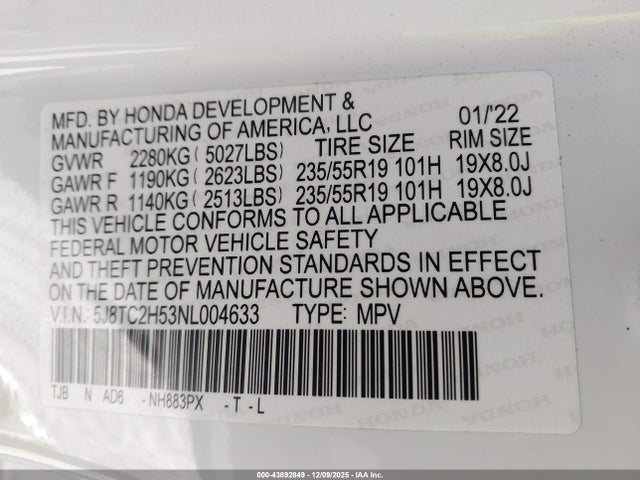 MFD. BY HONDA DEVELOPMENT &
MANUFACTURING OF AMERICA, LLC 01/'22
GVWR 2280KG ( 5027LBS) TIRE SIZE RIM SIZE
GAWR F 1190KG ( 2623LBS) 235/55R19 101H 19X8.0J
GAWR R 1140KG ( 2513LBS) 235/55R19 101H 19X8.0J
THIS VEHICLE CONFORMS TO ALL APPLICABLE
FEDERAL MOTOR VEHICLE SAFETY
AND THEFT PREVENTION STANDARDS IN EFFECT
ON THE DATE OF MANUFACTURE SHOWN ABOVE.
V.I.N.: 5J8TC2H53NL004633 TYPE: MPV
TJB N AD6 -NH883PX -T-L
HONDA HONDA HONDA
000-43892849 - 12/09/2025 - IAA Inc.